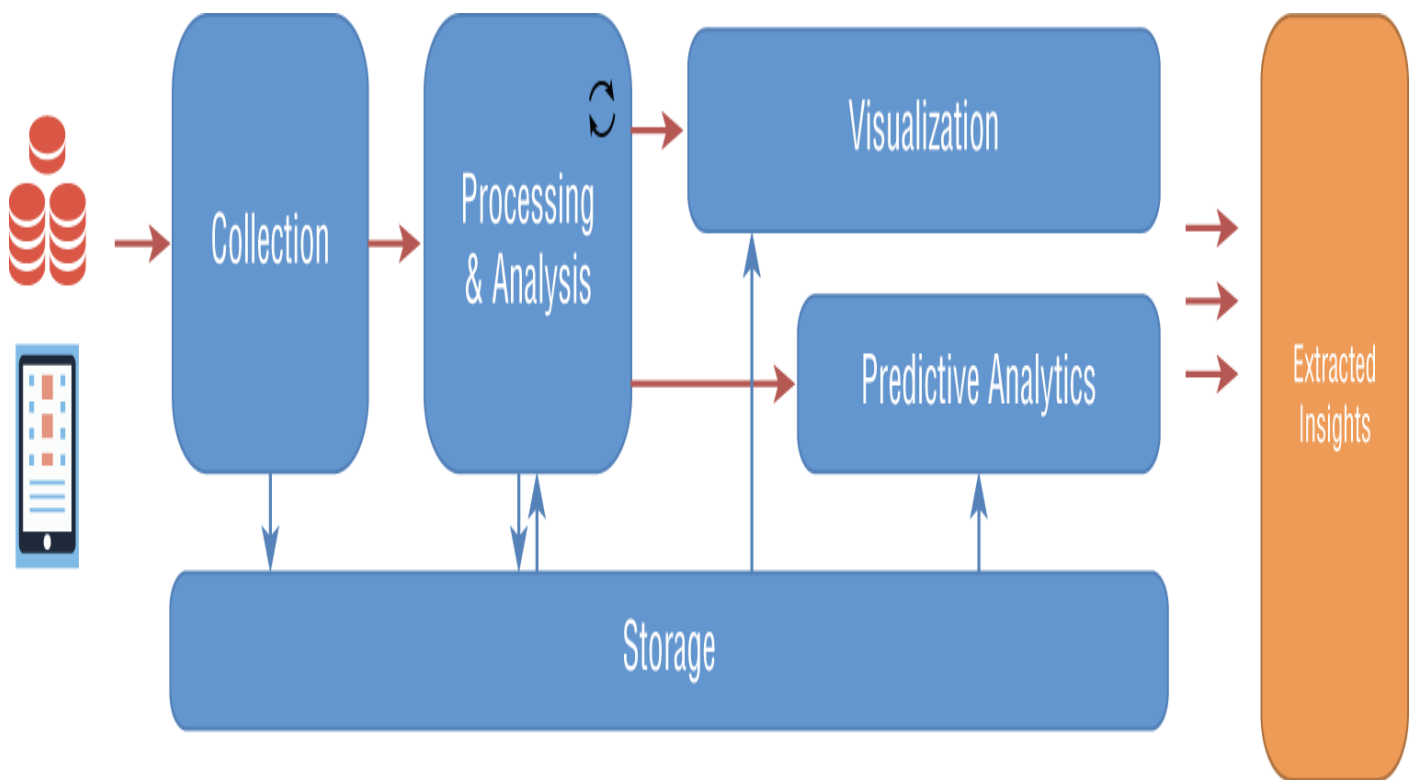 Collection
Processing
& Analysis
Visualization
Predictive Analytics
Extracted
Insights
Storage